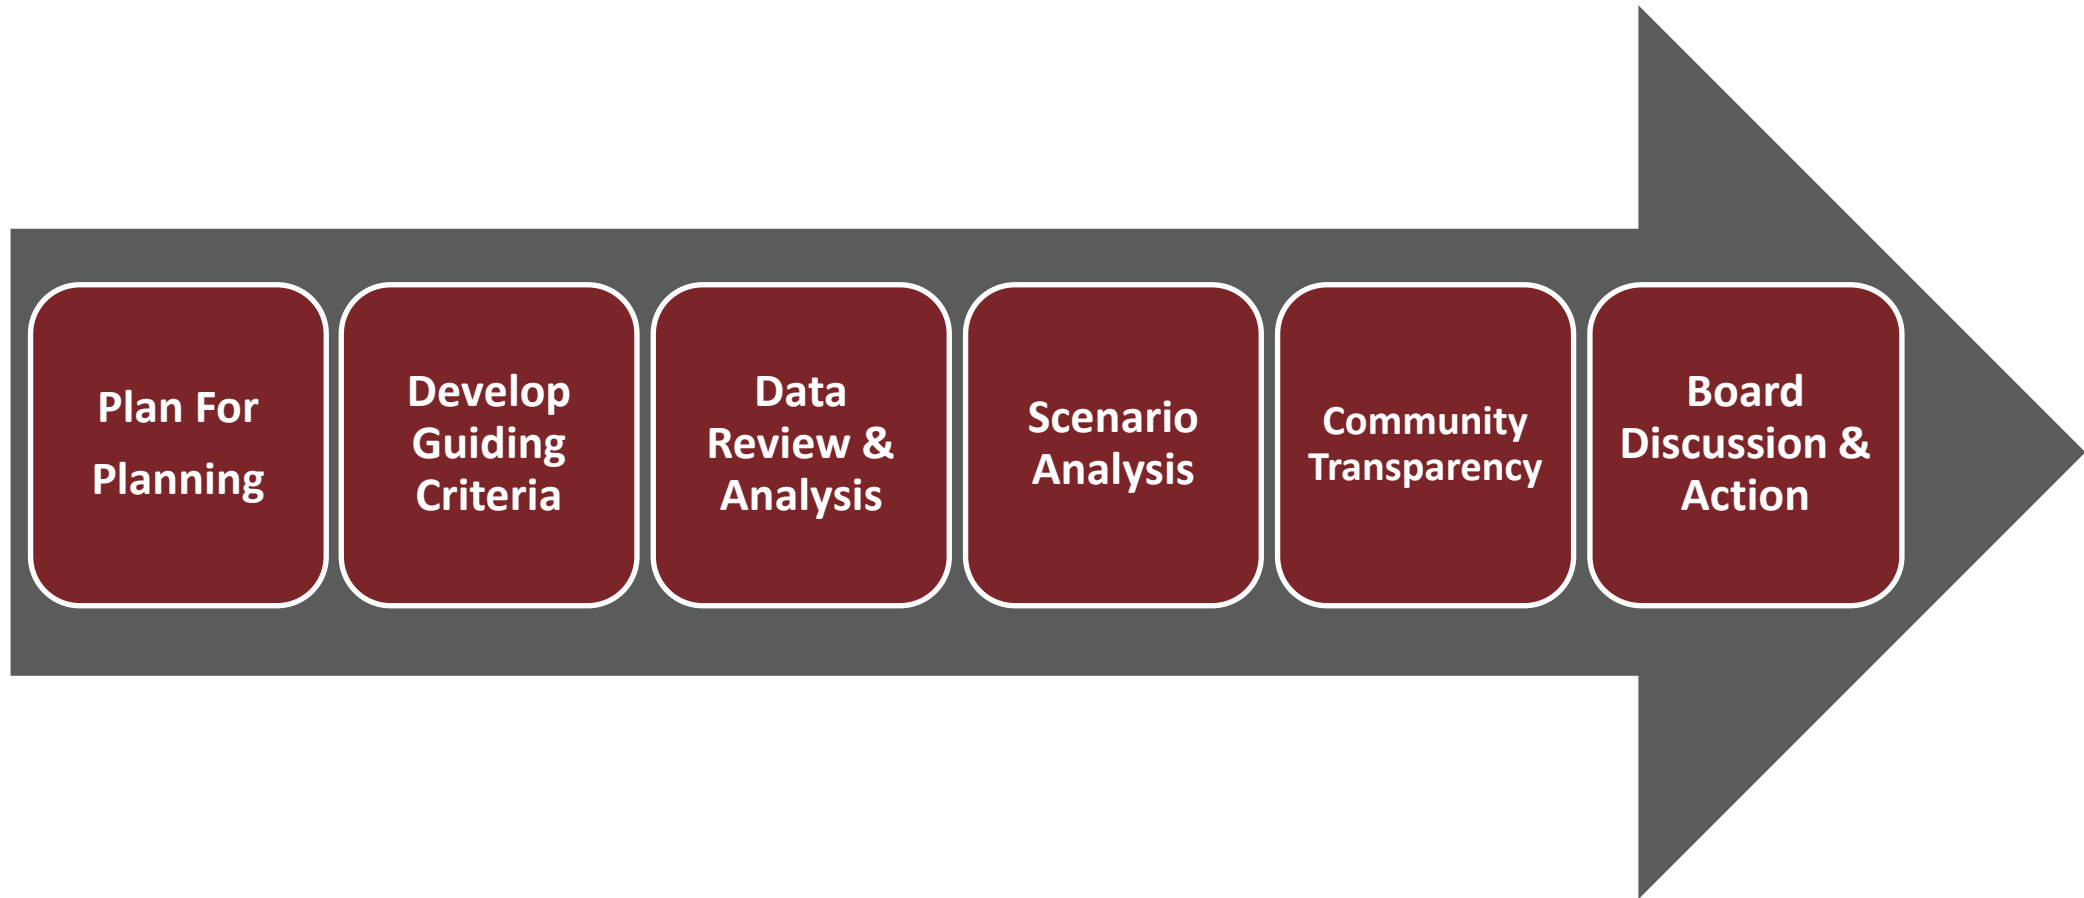 Plan For
Planning
Develop
Guiding
Criteria
Data
Review &
Analysis
Scenario
Analysis
Community
Transparency
Board
Discussion &
Action